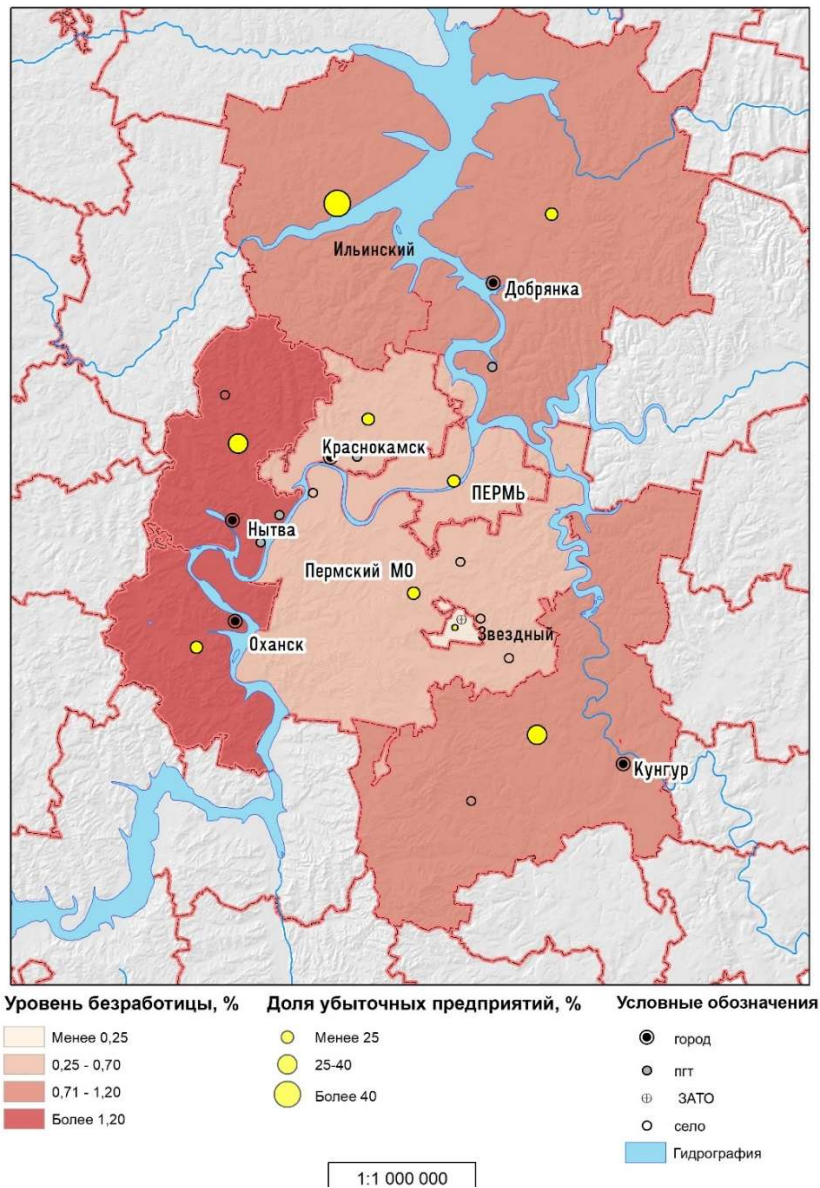 Ильинский
Добрянка
Краснокамск
ПЕРМЬ
Нытва
Пермский МО
Звездный
Оханск
Кунгур
Уровень безработицы, %
Менее 0,25
0,25 - 0,70
0,71 - 1,20
Более 1,20
Доля убыточных предприятий, %
Менее 25
25-40
Более 40
Условные обозначения
город
пгт
ЗАТО
село
Гидрография
1:1 000 000